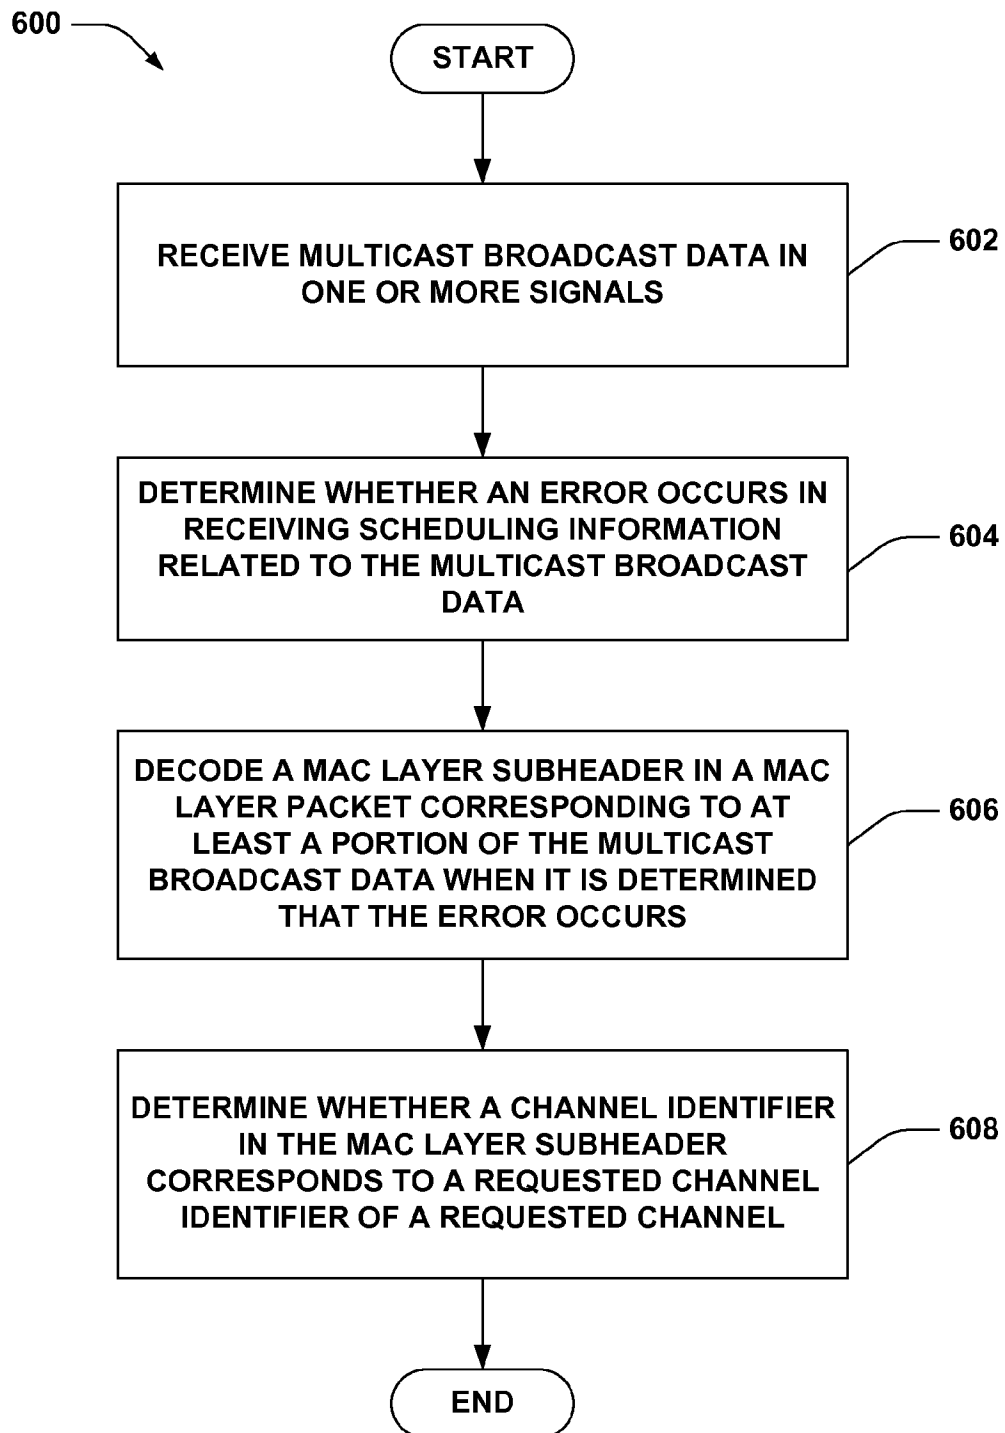 600
START
RECEIVE MULTICAST BROADCAST DATA IN
ONE OR MORE SIGNALS
602
DETERMINE WHETHER AN ERROR OCCURS IN
RECEIVING SCHEDULING INFORMATION
RELATED TO THE MULTICAST BROADCAST
DATA
604
DECODE A MAC LAYER SUBHEADER IN A MAC
LAYER PACKET CORRESPONDING TO AT
LEAST A PORTION OF THE MULTICAST
BROADCAST DATA WHEN IT IS DETERMINED
THAT THE ERROR OCCURS
606
DETERMINE WHETHER A CHANNEL IDENTIFIER
IN THE MAC LAYER SUBHEADER
CORRESPONDS TO A REQUESTED CHANNEL
IDENTIFIER OF A REQUESTED CHANNEL
608
END